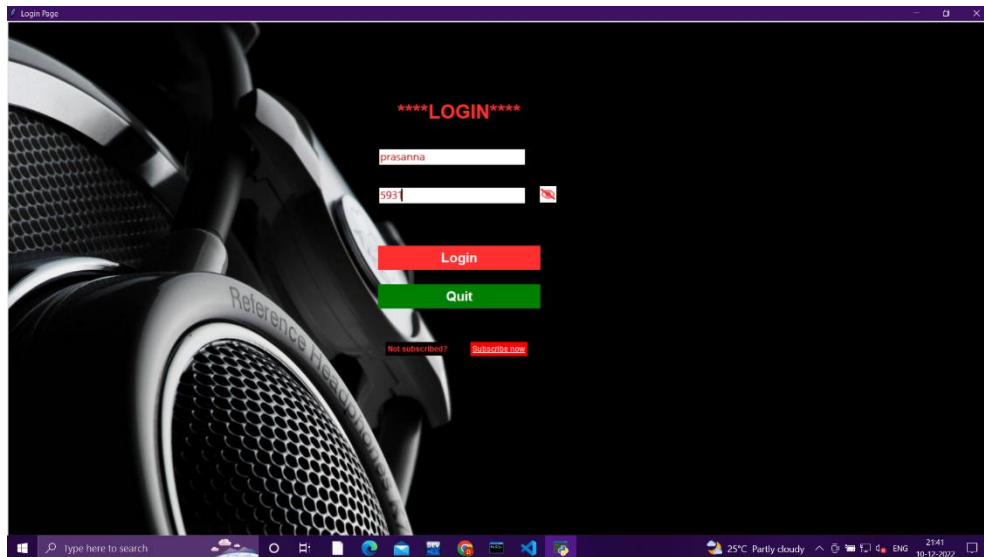 Login Page
****LOGIN****
prasanna
5931
Login
Quit
Not subscribed? Subscribe now
Reference Headphones
Type here to search
DEV
25°C Partly cloudy
ENG
21:41
10-12-2022